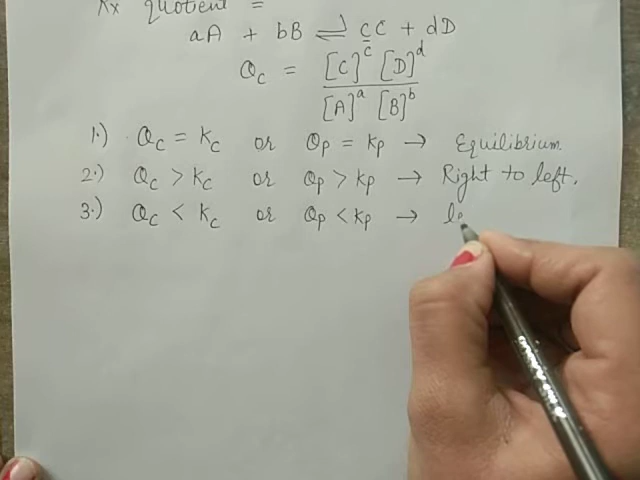 Rx quotient =
aA + bB ⇌ cC + dD
Qc = [C]^c [D]^d / [A]^a [B]^b
1.) Qc = Kc or Qp = Kp → Equilibrium.
2.) Qc > Kc or Qp > Kp → Right to left.
3.) Qc < Kc or Qp < Kp → le